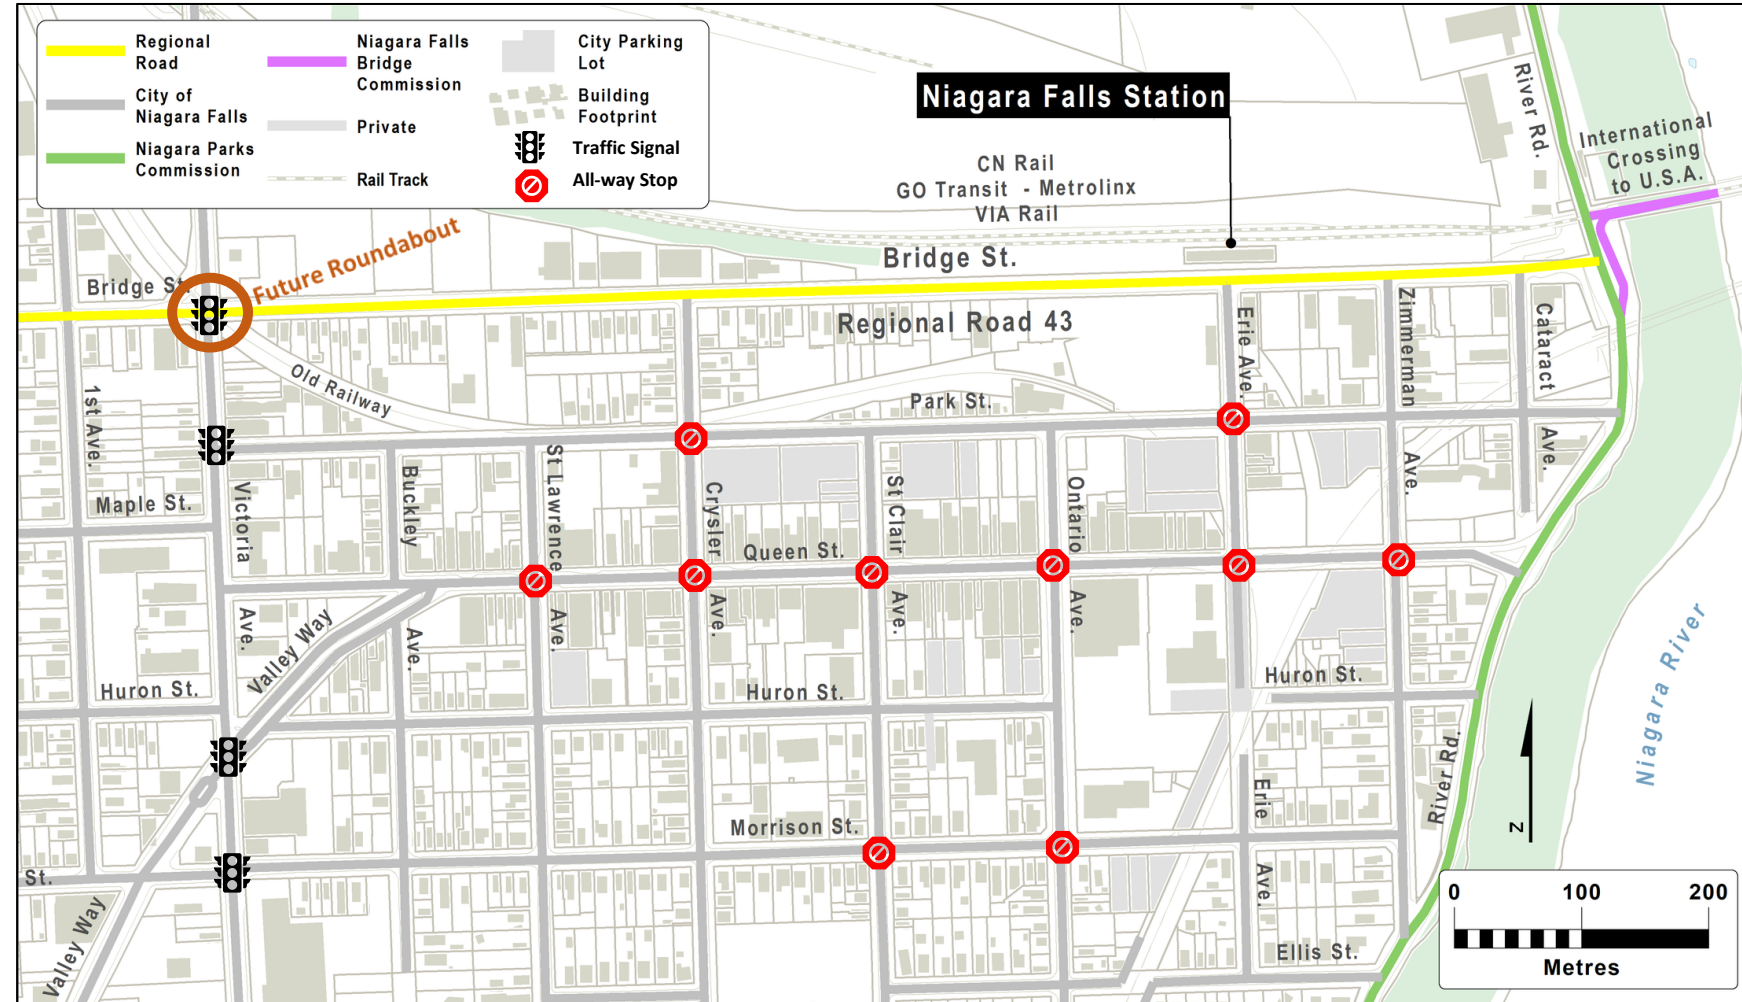 Regional
Road
City of
Niagara Falls
Niagara Parks
Commission
Niagara Falls
Bridge
Commission
Private
Rail Track
City Parking
Lot
Building
Footprint
Traffic Signal
All-way Stop
Niagara Falls Station
CN Rail
GO Transit - Metrolinx
VIA Rail
River Rd.
International
Crossing
to U.S.A.
Bridge St.
Future Roundabout
Bridge St.
Regional Road 43
Old Railway
Park St.
1st Ave.
Maple St.
Victoria
Ave.
Buckley
Ave.
St Lawrence
Ave.
Crysler
Ave.
St Clair
Ave.
Ontario
Ave.
Erie Ave.
Zimmerman
Ave.
Cataract
Ave.
Queen St.
Valley Way
Huron St.
Huron St.
Huron St.
Niagara River
River Rd.
Erie
Ave.
Morrison St.
St.
Valley Way
Ellis St.
N
0 100 200
Metres